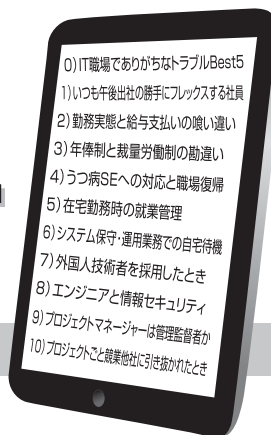 0)IT職場でありがちなトラブルBest5
1)いつも午後出社の勝手にフレックスする社員
2)勤務実態と給与支払いの喰い違い
3)年俸制と裁量労働制の勘違い
4)うつ病SEへの対応と職場復帰
5)在宅勤務時の就業管理
6)システム保守・運用業務での自宅待機
7)外国人技術者を採用したとき
8)エンジニアと情報セキュリティ
9)プロジェクトマネージャーは管理監督者か
10)プロジェクトごと競業他社に引き抜かれたとき